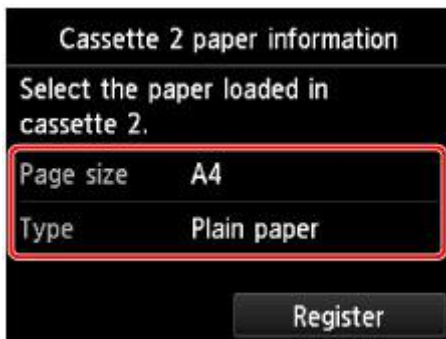 Cassette 2 paper information
Select the paper loaded in
cassette 2.
Page size A4
Type Plain paper
Register